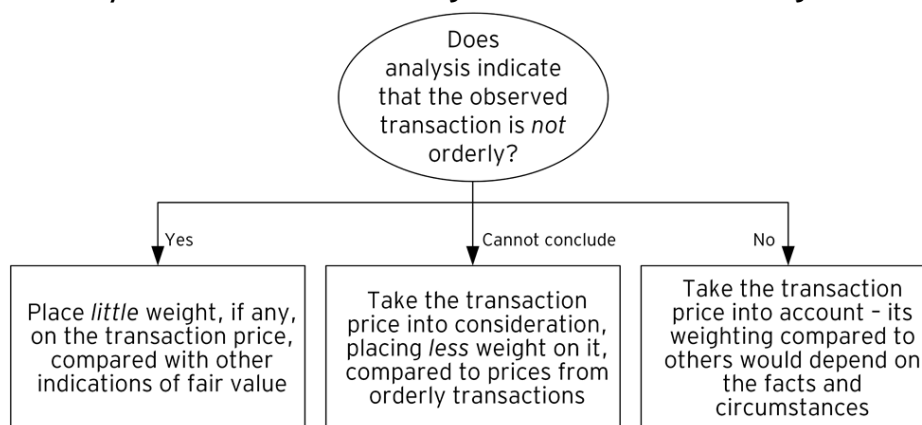 Does
analysis indicate
that the observed
transaction is not
orderly?
Yes
Cannot conclude
No
Place little weight, if any,
on the transaction price,
compared with other
indications of fair value
Take the transaction
price into consideration,
placing less weight on it,
compared to prices from
orderly transactions
Take the transaction
price into account – its
weighting compared to
others would depend on
the facts and
circumstances